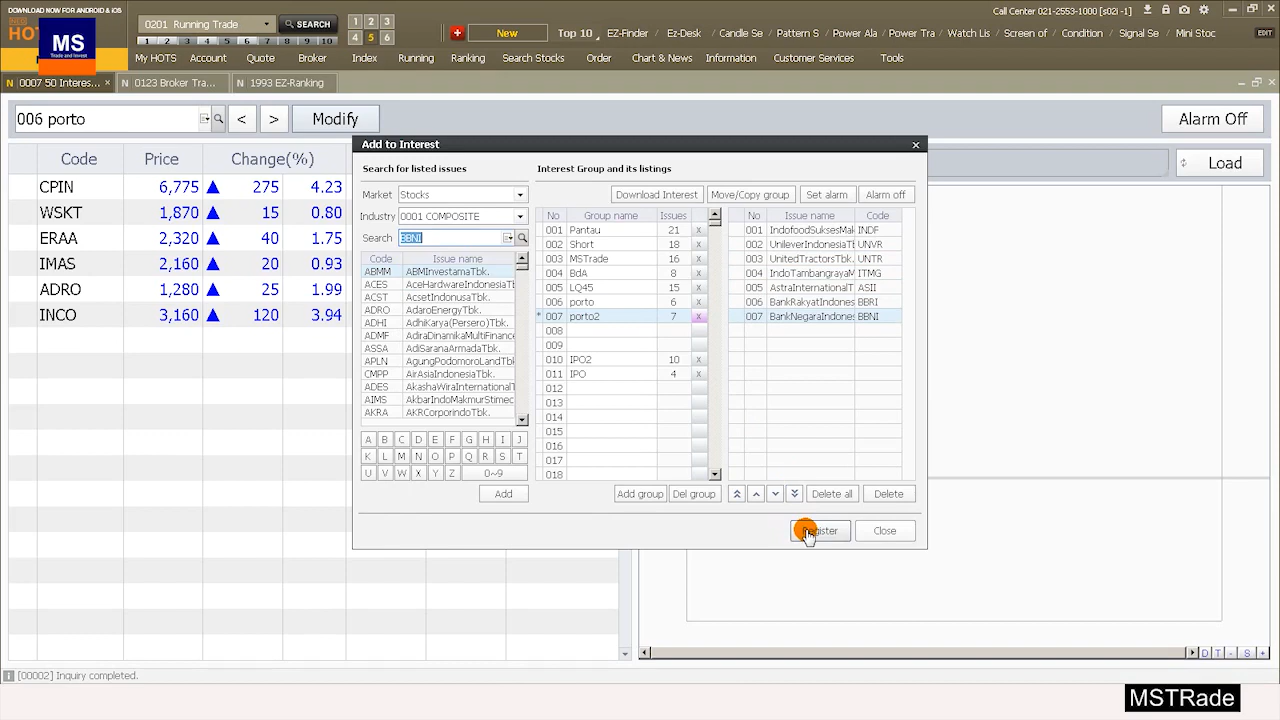 DOWNLOAD NOW FOR ANDROID & iOS
HOT
MS
Trade and Invest
0201 Running Trade
SEARCH
1 2 3 4 5 6 7 8 9 10
1 2 3
4 5 6
New
Top 10
EZ-Finder
Ez-Desk
Candle Se
Pattern S
Power Ala
Power Tra
Watch Lis
Screen of
Condition
Signal Se
Mini Stoc
EDIT
Call Center 021-2553-1000 [s02i -1]
My HOTS Account Quote Broker Index Running Ranking Search Stocks Order Chart & News Information Customer Services Tools
N 0007 50 Interes... × N 0123 Broker Tra... N 1993 EZ-Ranking
006 porto
< >
Modify
Alarm Off
Load
Code Price Change(%)
CPIN 6,775 ▲ 275 4.23
WSKT 1,870 ▲ 15 0.80
ERAA 2,320 ▲ 40 1.75
IMAS 2,160 ▲ 20 0.93
ADRO 1,280 ▲ 25 1.99
INCO 3,160 ▲ 120 3.94
Add to Interest
Search for listed issues
Market Stocks
Industry 0001 COMPOSITE
Search BBNI
Code Issue name
ABMM ABMInvestamaTbk.
ACES AceHardwareIndonesiaT
ACST AcsetIndonusaTbk.
ADRO AdaroEnergyTbk.
ADHI AdhiKarya(Persero)Tbk.
ADMF AdiraDinamikaMultiFinance
ASSA AdiSaranaArmadaTbk.
APLN AgungPodomoroLandTbk
CMPP AirAsiaIndonesiaTbk.
ADES AkashaWiraInternationalT
AIMS AkbarIndoMakmurStimec
AKRA AKRCorporindoTbk.
A B C D E F G H I J
K L M N O P Q R S T
U V W X Y Z 0~9
Add
Interest Group and its listings
Download Interest Move/Copy group Set alarm Alarm off
No Group name Issues
001 Pantau 21 X
002 Short 18 X
003 MSTrade 16 X
004 BdA 8 X
005 LQ45 15 X
006 porto 6 X
* 007 porto2 7 X
008
009
010 IPO2 10 X
011 IPO 4 X
012
013
014
015
016
017
018
Add group Del group
No Issue name Code
001 IndofoodSuksesMak INDF
002 UnileverIndonesiaT UNVR
003 UnitedTractorsTbk. UNTR
004 IndoTambangrayaM ITMG
005 AstraInternationalT ASII
006 BankRakyatIndones BBRI
007 BankNegaraIndones BBNI
Delete all Delete
Register Close
D T - S +
[00002] Inquiry completed.
MSTRade